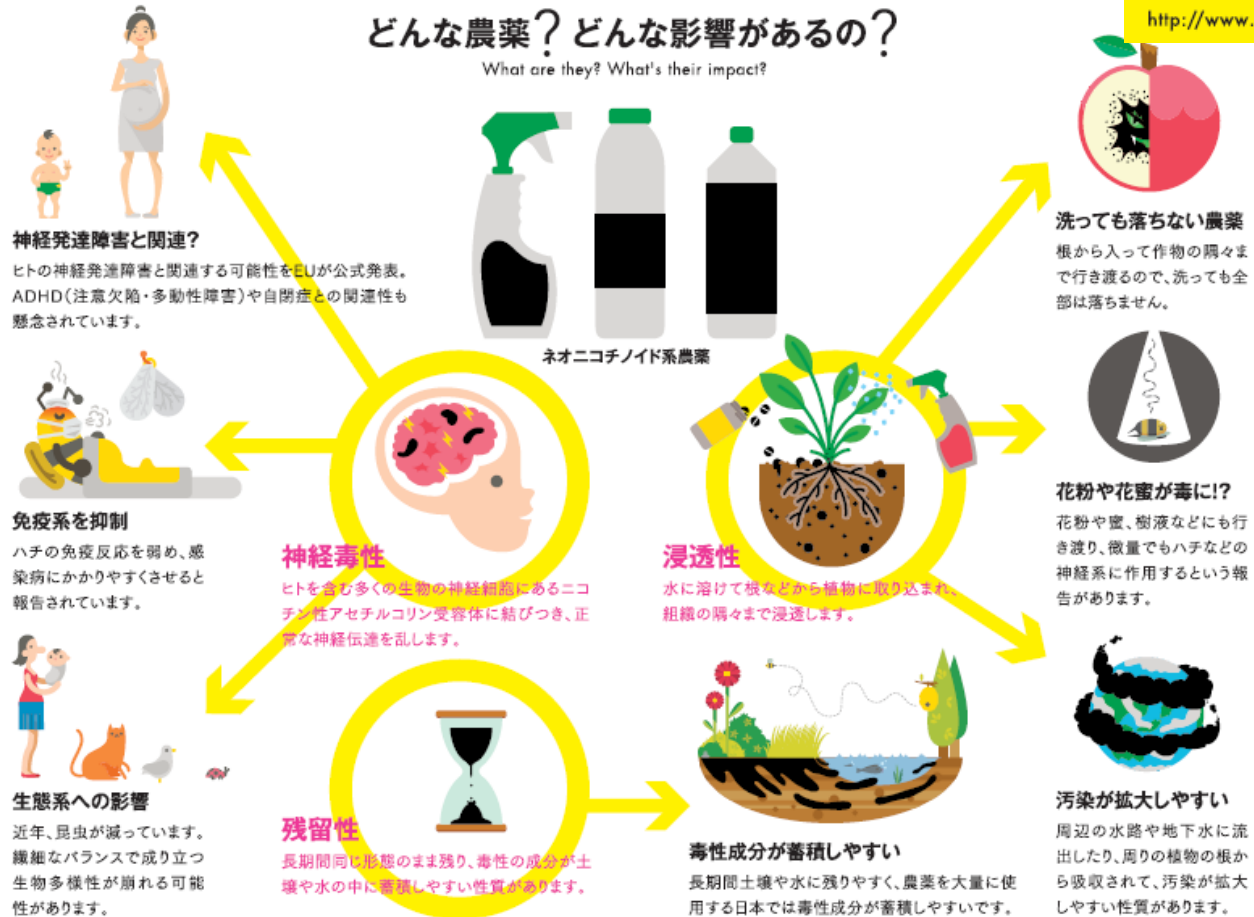 どんな農薬？どんな影響があるの？
What are they? What's their impact?
http://www.
ネオニコチノイド系農薬
神経発達障害と関連？
ヒトの神経発達障害と関連する可能性をEUが公式発表。
ADHD（注意欠陥・多動性障害）や自閉症との関連性も
懸念されています。
免疫系を抑制
ハチの免疫反応を弱め、感
染病にかかりやすくさせると
報告されています。
生態系への影響
近年、昆虫が減っています。
繊細なバランスで成り立つ
生物多様性が崩れる可能
性があります。
神経毒性
ヒトを含む多くの生物の神経細胞にあるニコ
チン性アセチルコリン受容体に結びつき、正
常な神経伝達を乱します。
残留性
長期間同じ形態のまま残り、毒性の成分が土
壌や水の中に蓄積しやすい性質があります。
浸透性
水に溶けて根などから植物に取り込まれ、
組織の隅々まで浸透します。
毒性成分が蓄積しやすい
長期間土壌や水に残りやすく、農薬を大量に使
用する日本では毒性成分が蓄積しやすいです。
洗っても落ちない農薬
根から入って作物の隅々ま
で行き渡るので、洗っても全
部は落ちません。
花粉や花蜜が毒に!?
花粉や蜜、樹液などにも行
き渡り、微量でもハチなどの
神経系に作用するという報
告があります。
汚染が拡大しやすい
周辺の水路や地下水に流
出したり、周りの植物の根か
ら吸収されて、汚染が拡大
しやすい性質があります。